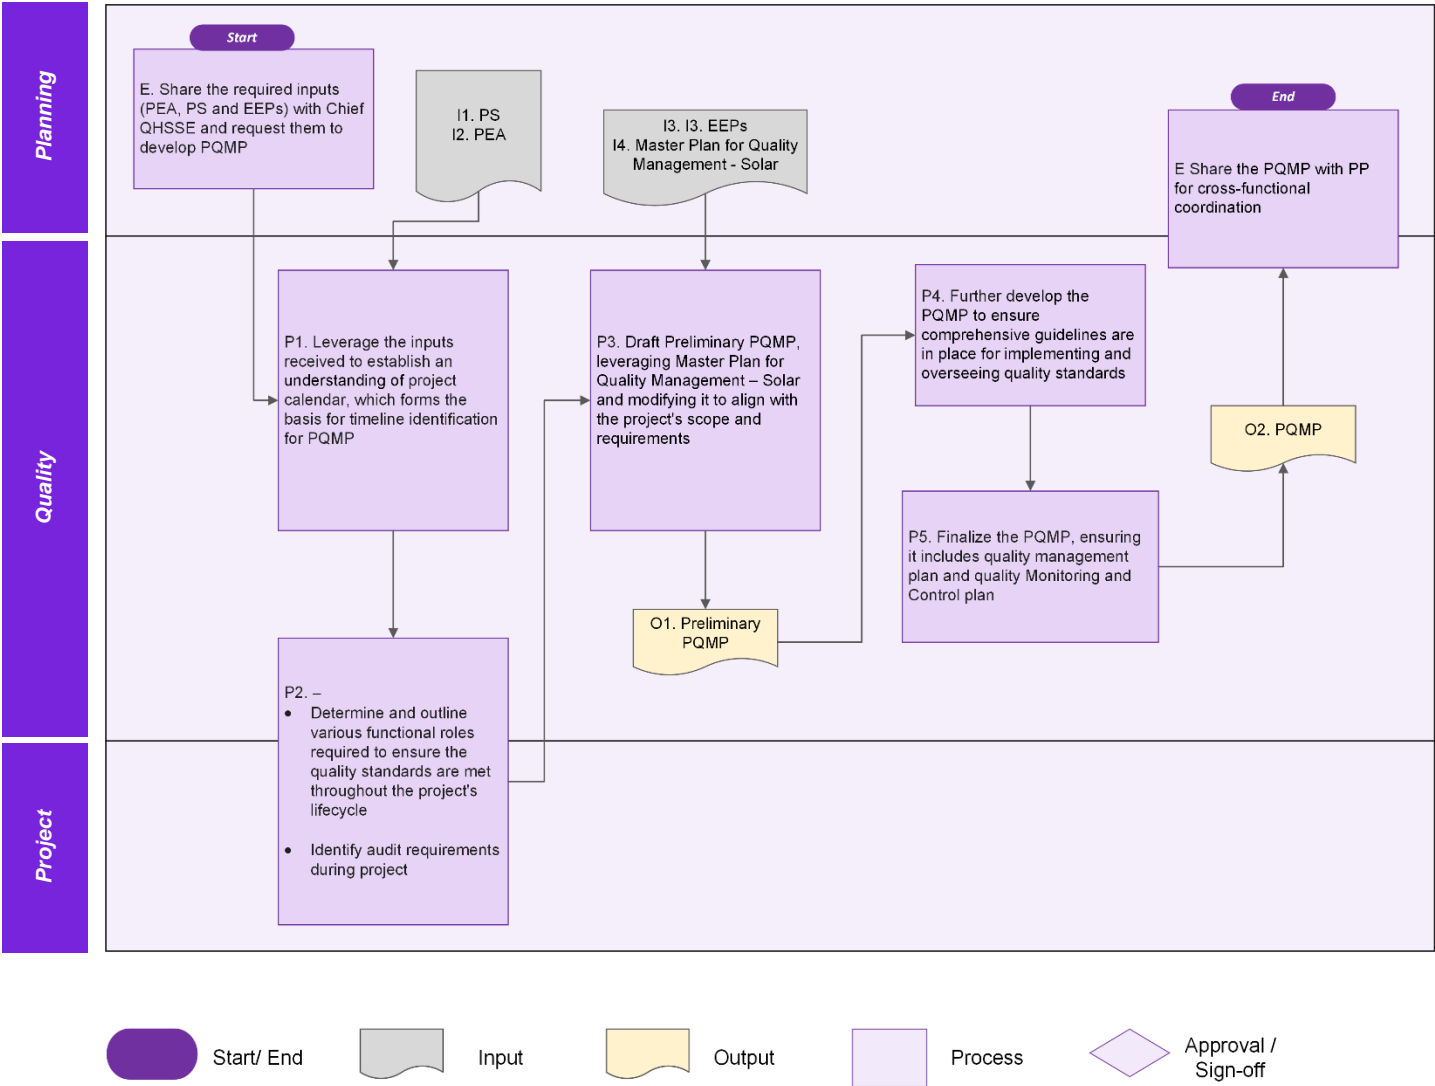 Planning
Start
E. Share the required inputs
(PEA, PS and EEPs) with Chief
QHSSE and request them to
develop PQMP
I1. PS
I2. PEA
I3. I3. EEPs
I4. Master Plan for Quality
Management - Solar
End
E Share the PQMP with PP
for cross-functional
coordination
Quality
P1. Leverage the inputs
received to establish an
understanding of project
calendar, which forms the
basis for timeline identification
for PQMP
P3. Draft Preliminary PQMP,
leveraging Master Plan for
Quality Management – Solar
and modifying it to align with
the project's scope and
requirements
P4. Further develop the
PQMP to ensure
comprehensive guidelines are
in place for implementing and
overseeing quality standards
O2. PQMP
P5. Finalize the PQMP, ensuring
it includes quality management
plan and quality Monitoring and
Control plan
O1. Preliminary
PQMP
Project
P2. –
● Determine and outline
various functional roles
required to ensure the
quality standards are met
throughout the project's
lifecycle
● Identify audit requirements
during project
Start/ End
Input
Output
Process
Approval /
Sign-off